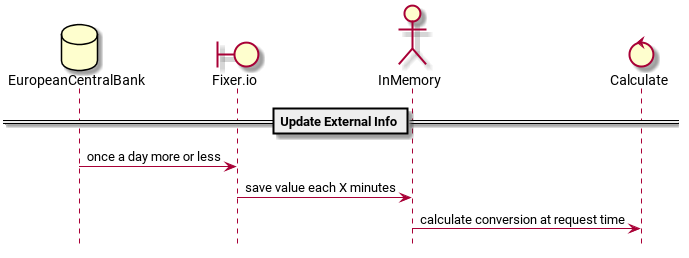 EuropeanCentralBank
Fixer.io
InMemory
Calculate
Update External Info
once a day more or less
save value each X minutes
calculate conversion at request time